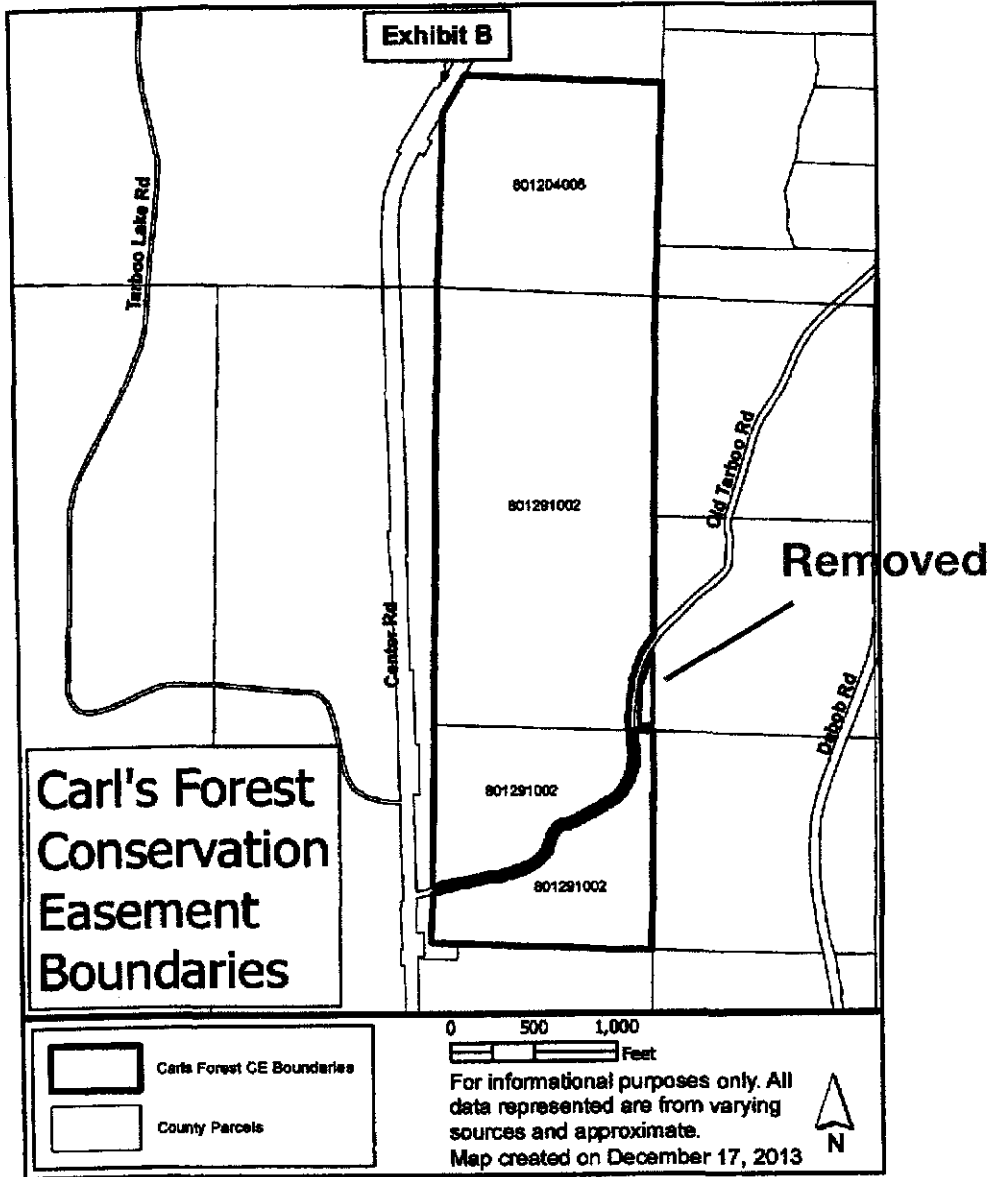 Exhibit B
801204006
Tarboo Lake Rd
801291002
Old Tarboo Rd
Removed
Center Rd
Dabob Rd
801291002
801291002
Carl's Forest
Conservation
Easement
Boundaries
0 500 1,000
Feet
Carls Forest CE Boundaries
County Parcels
For informational purposes only. All
data represented are from varying
sources and approximate.
Map created on December 17, 2013
N